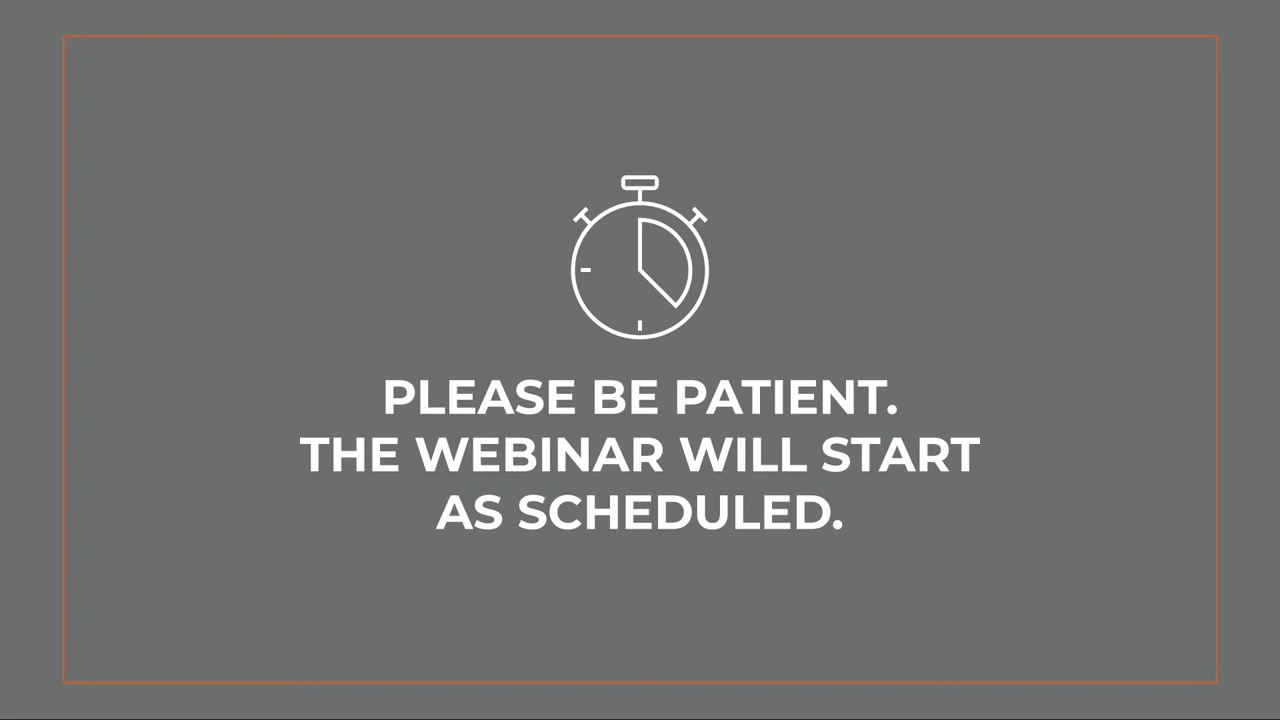 PLEASE BE PATIENT.
THE WEBINAR WILL START
AS SCHEDULED.